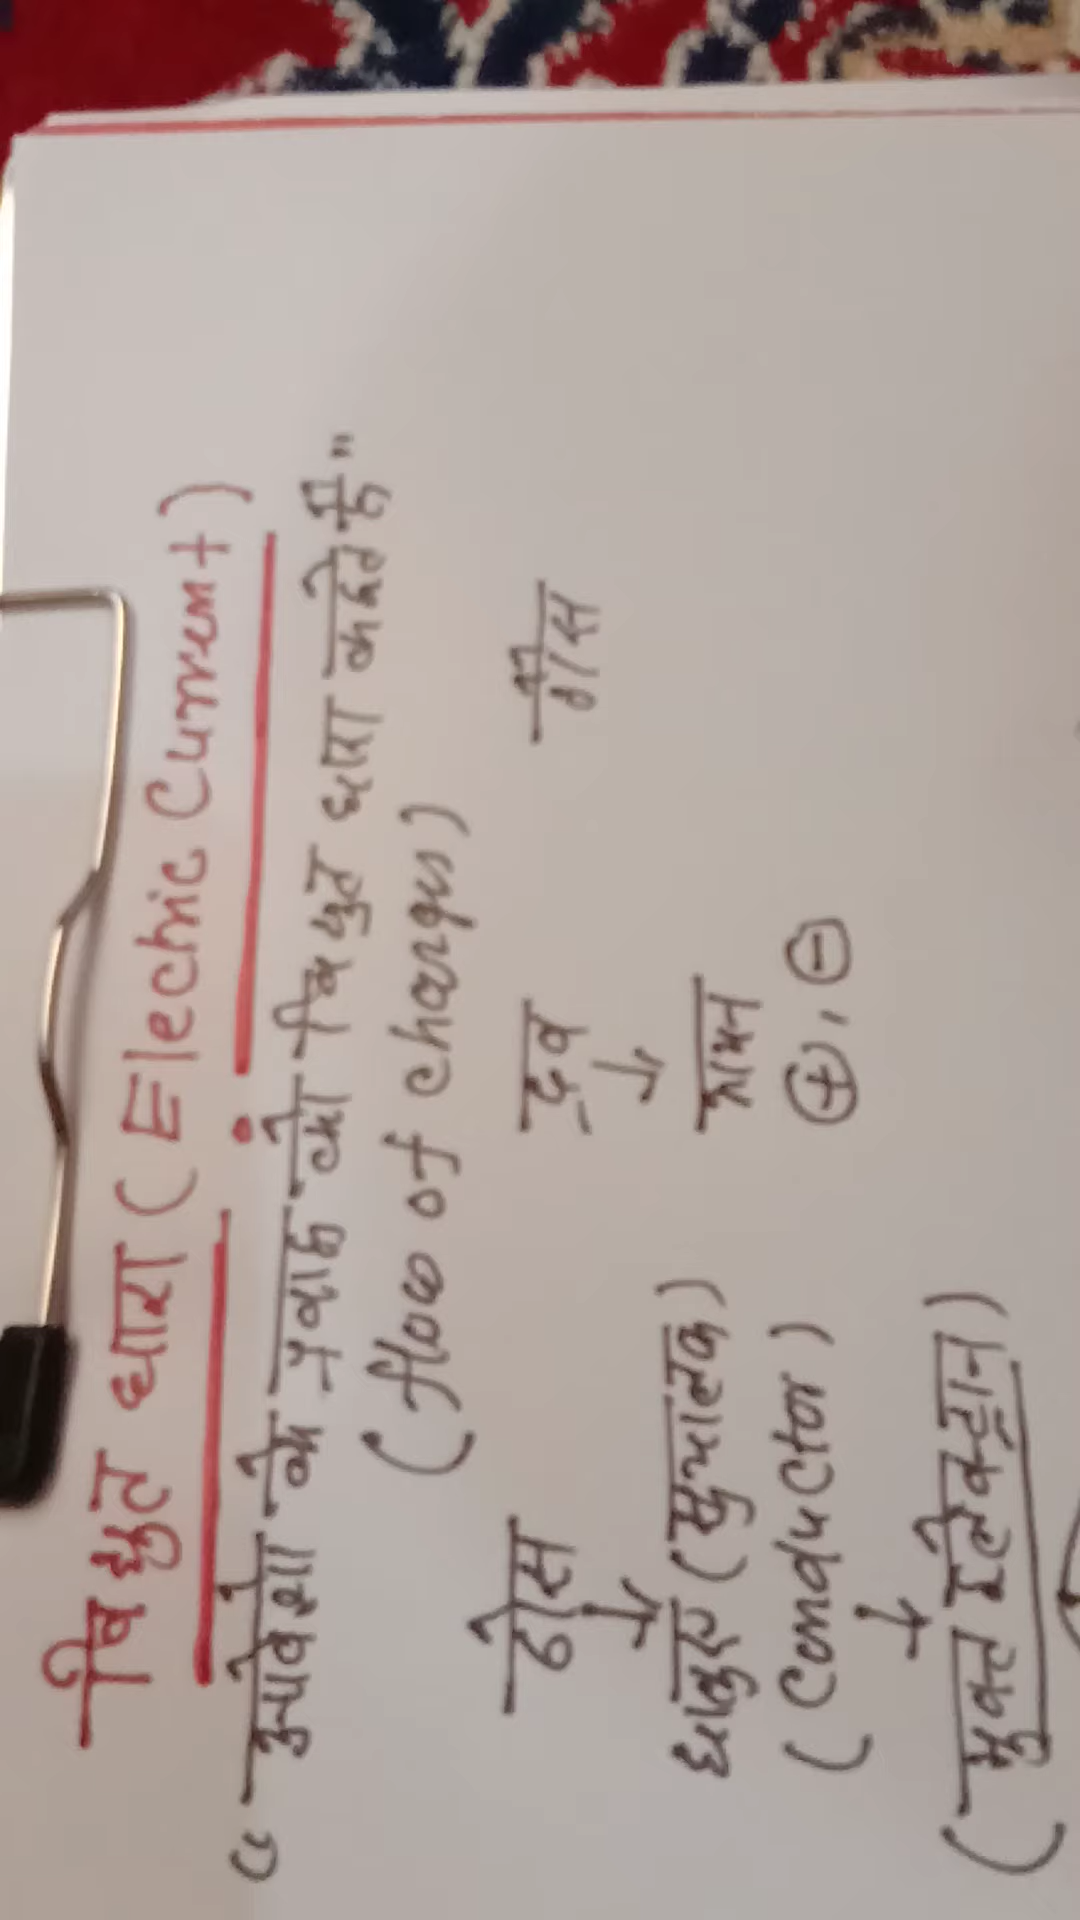 विधुत धारा ( Electric Current )
“ आवेशो के प्रवाह को विधुत धारा कहते है "
( flow of charges )
ठोस द्रव गैस
धातुए ( सुचालक ) आयन
( Conductor ) ⊕, ⊖
( मुक्त इलेक्ट्रान )